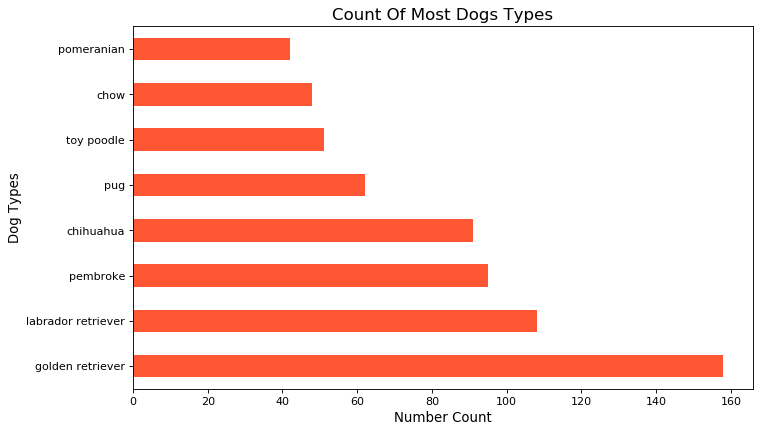 Count Of Most Dogs Types
Dog Types
pomeranian
chow
toy poodle
pug
chihuahua
pembroke
labrador retriever
golden retriever
0 20 40 60 80 100 120 140 160
Number Count